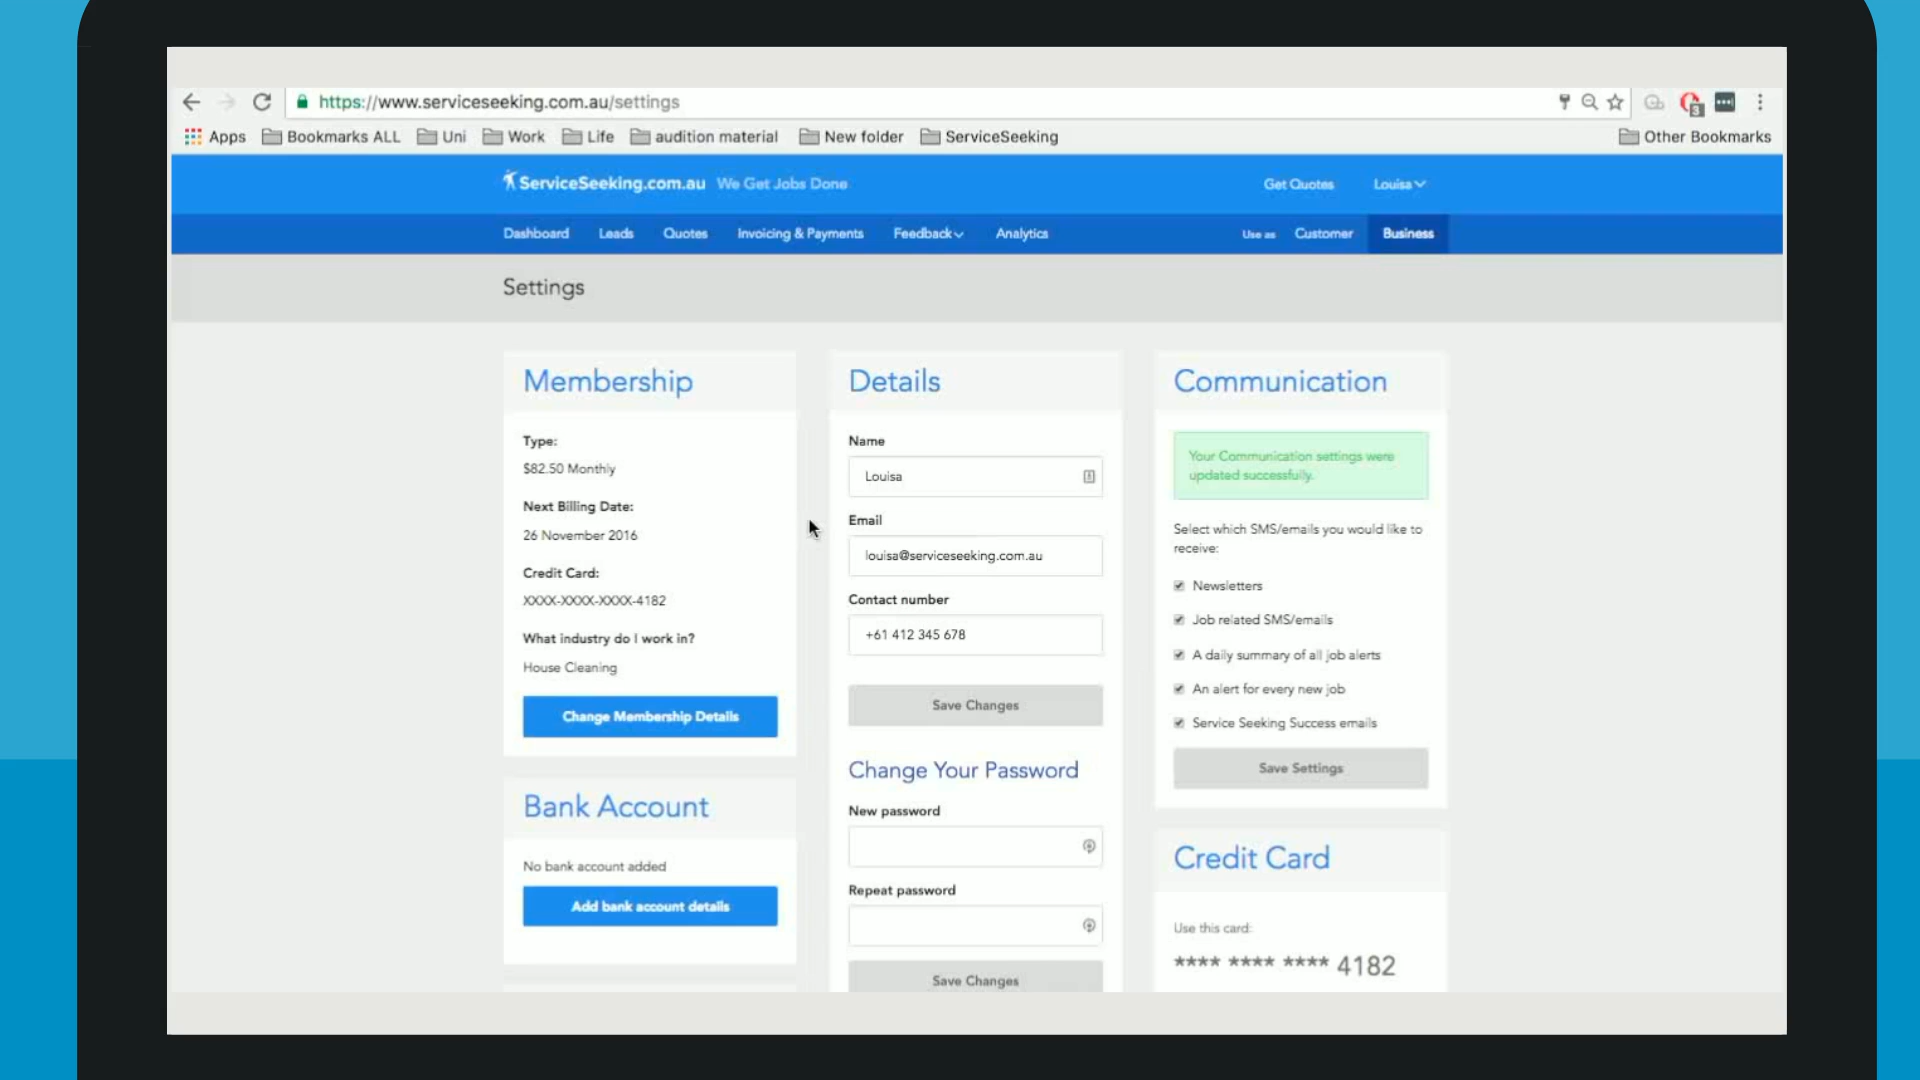 https://www.serviceseeking.com.au/settings
Apps Bookmarks ALL Uni Work Life audition material New folder ServiceSeeking Other Bookmarks
ServiceSeeking.com.au We Get Jobs Done Get Quotes Louisa
Dashboard Leads Quotes Invoicing & Payments Feedback Analytics Use as Customer Business
Settings
Membership
Type:
$82.50 Monthly
Next Billing Date:
26 November 2016
Credit Card:
XXXX-XXXX-XXXX-4182
What industry do I work in?
House Cleaning
Change Membership Details
Bank Account
No bank account added
Add bank account details
Details
Name
Louisa
Email
louisa@serviceseeking.com.au
Contact number
+61 412 345 678
Save Changes
Change Your Password
New password
Repeat password
Save Changes
Communication
Your Communication settings were
updated successfully.
Select which SMS/emails you would like to
receive:
Newsletters
Job related SMS/emails
A daily summary of all job alerts
An alert for every new job
Service Seeking Success emails
Save Settings
Credit Card
Use this card:
**** **** **** 4182